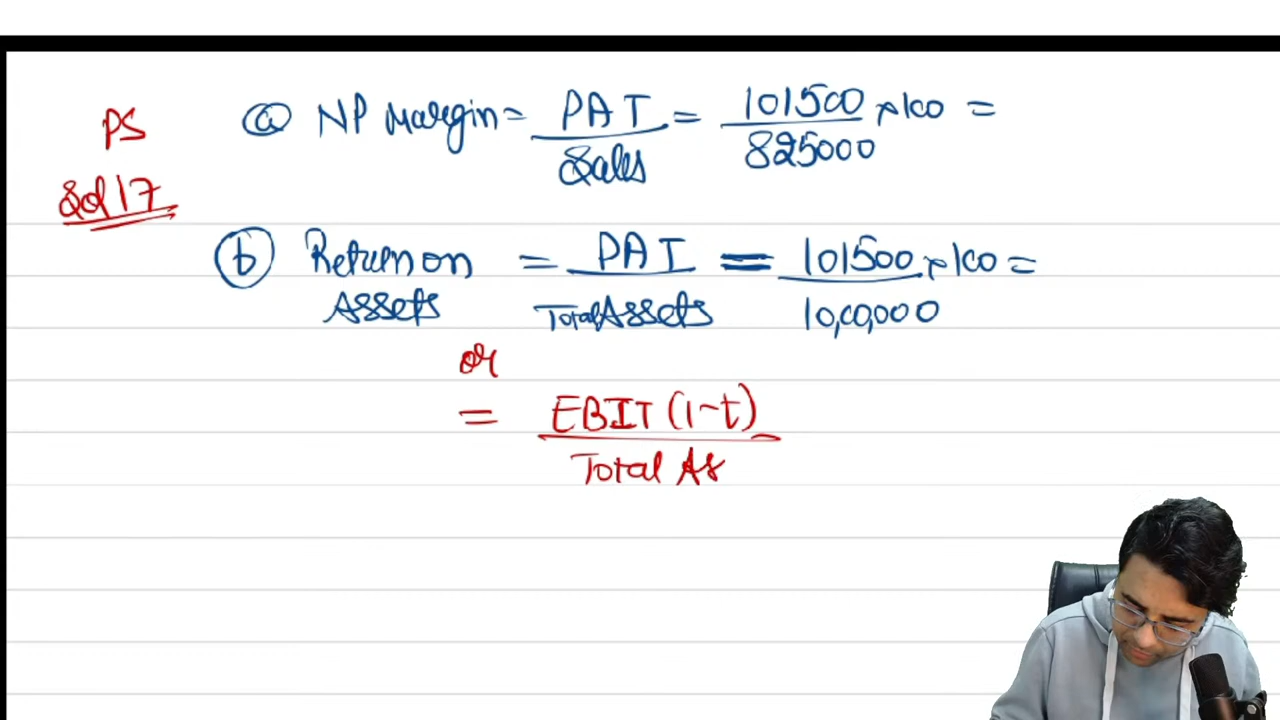 PS
Sol 17
(a) NP Margin = PAT / Sales = 101500 / 825000 × 100 =
(b) Return on Assets = PAT / Total Assets = 101500 / 10,00,000 × 100 =
or
= EBIT (1-t) / Total As